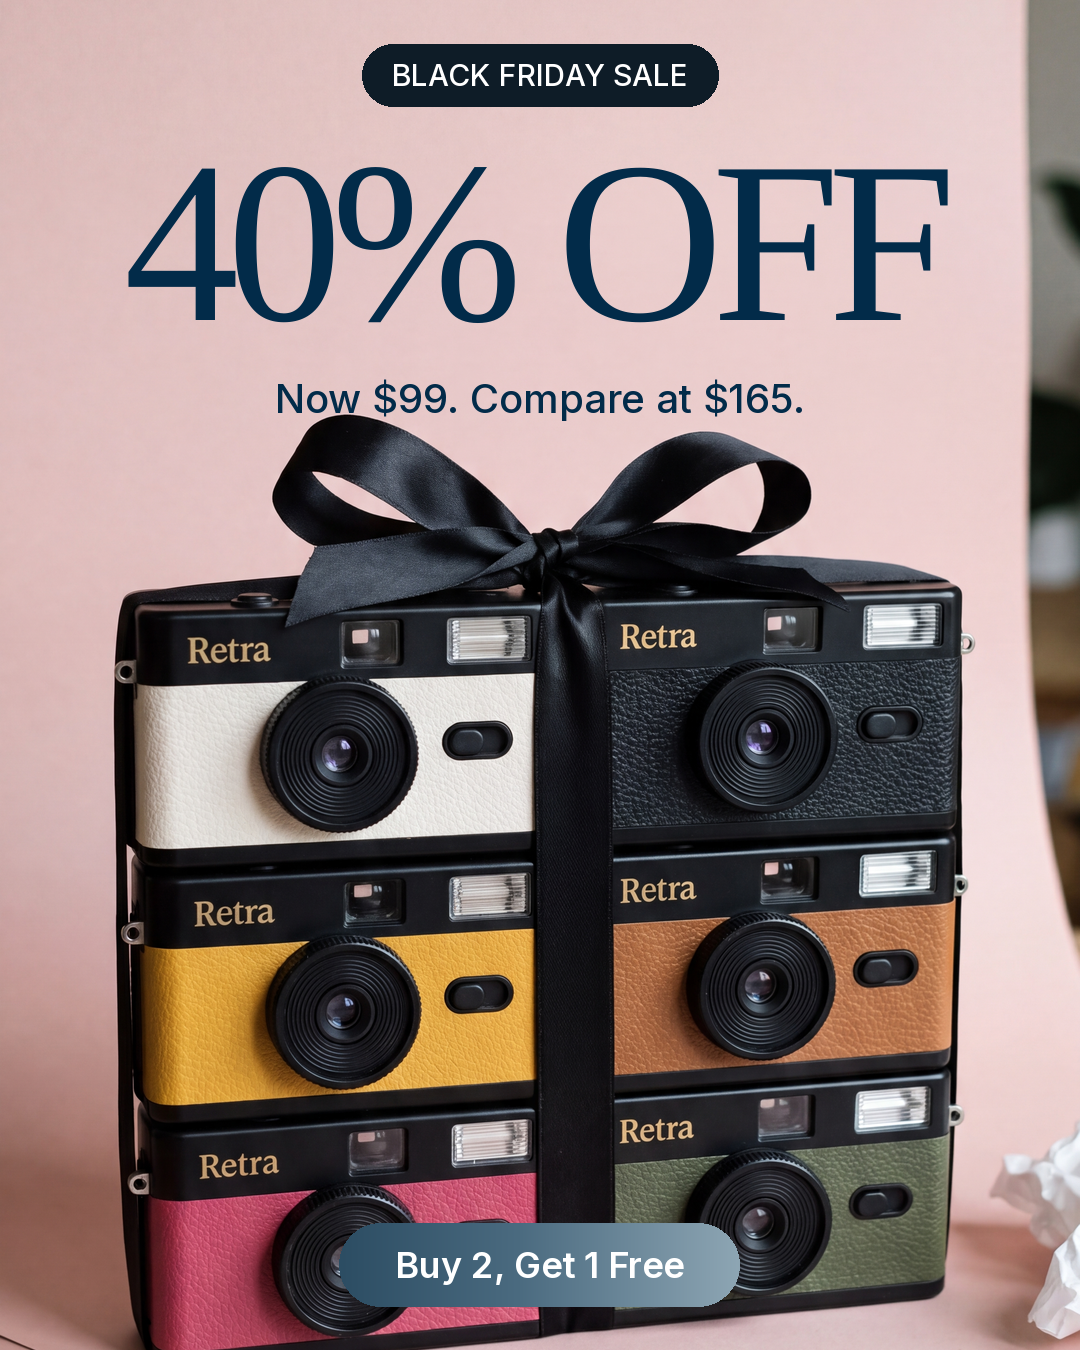 BLACK FRIDAY SALE
40% OFF
Now $99. Compare at $165.
Retra
Retra
Retra
Retra
Retra
Retra
Buy 2, Get 1 Free